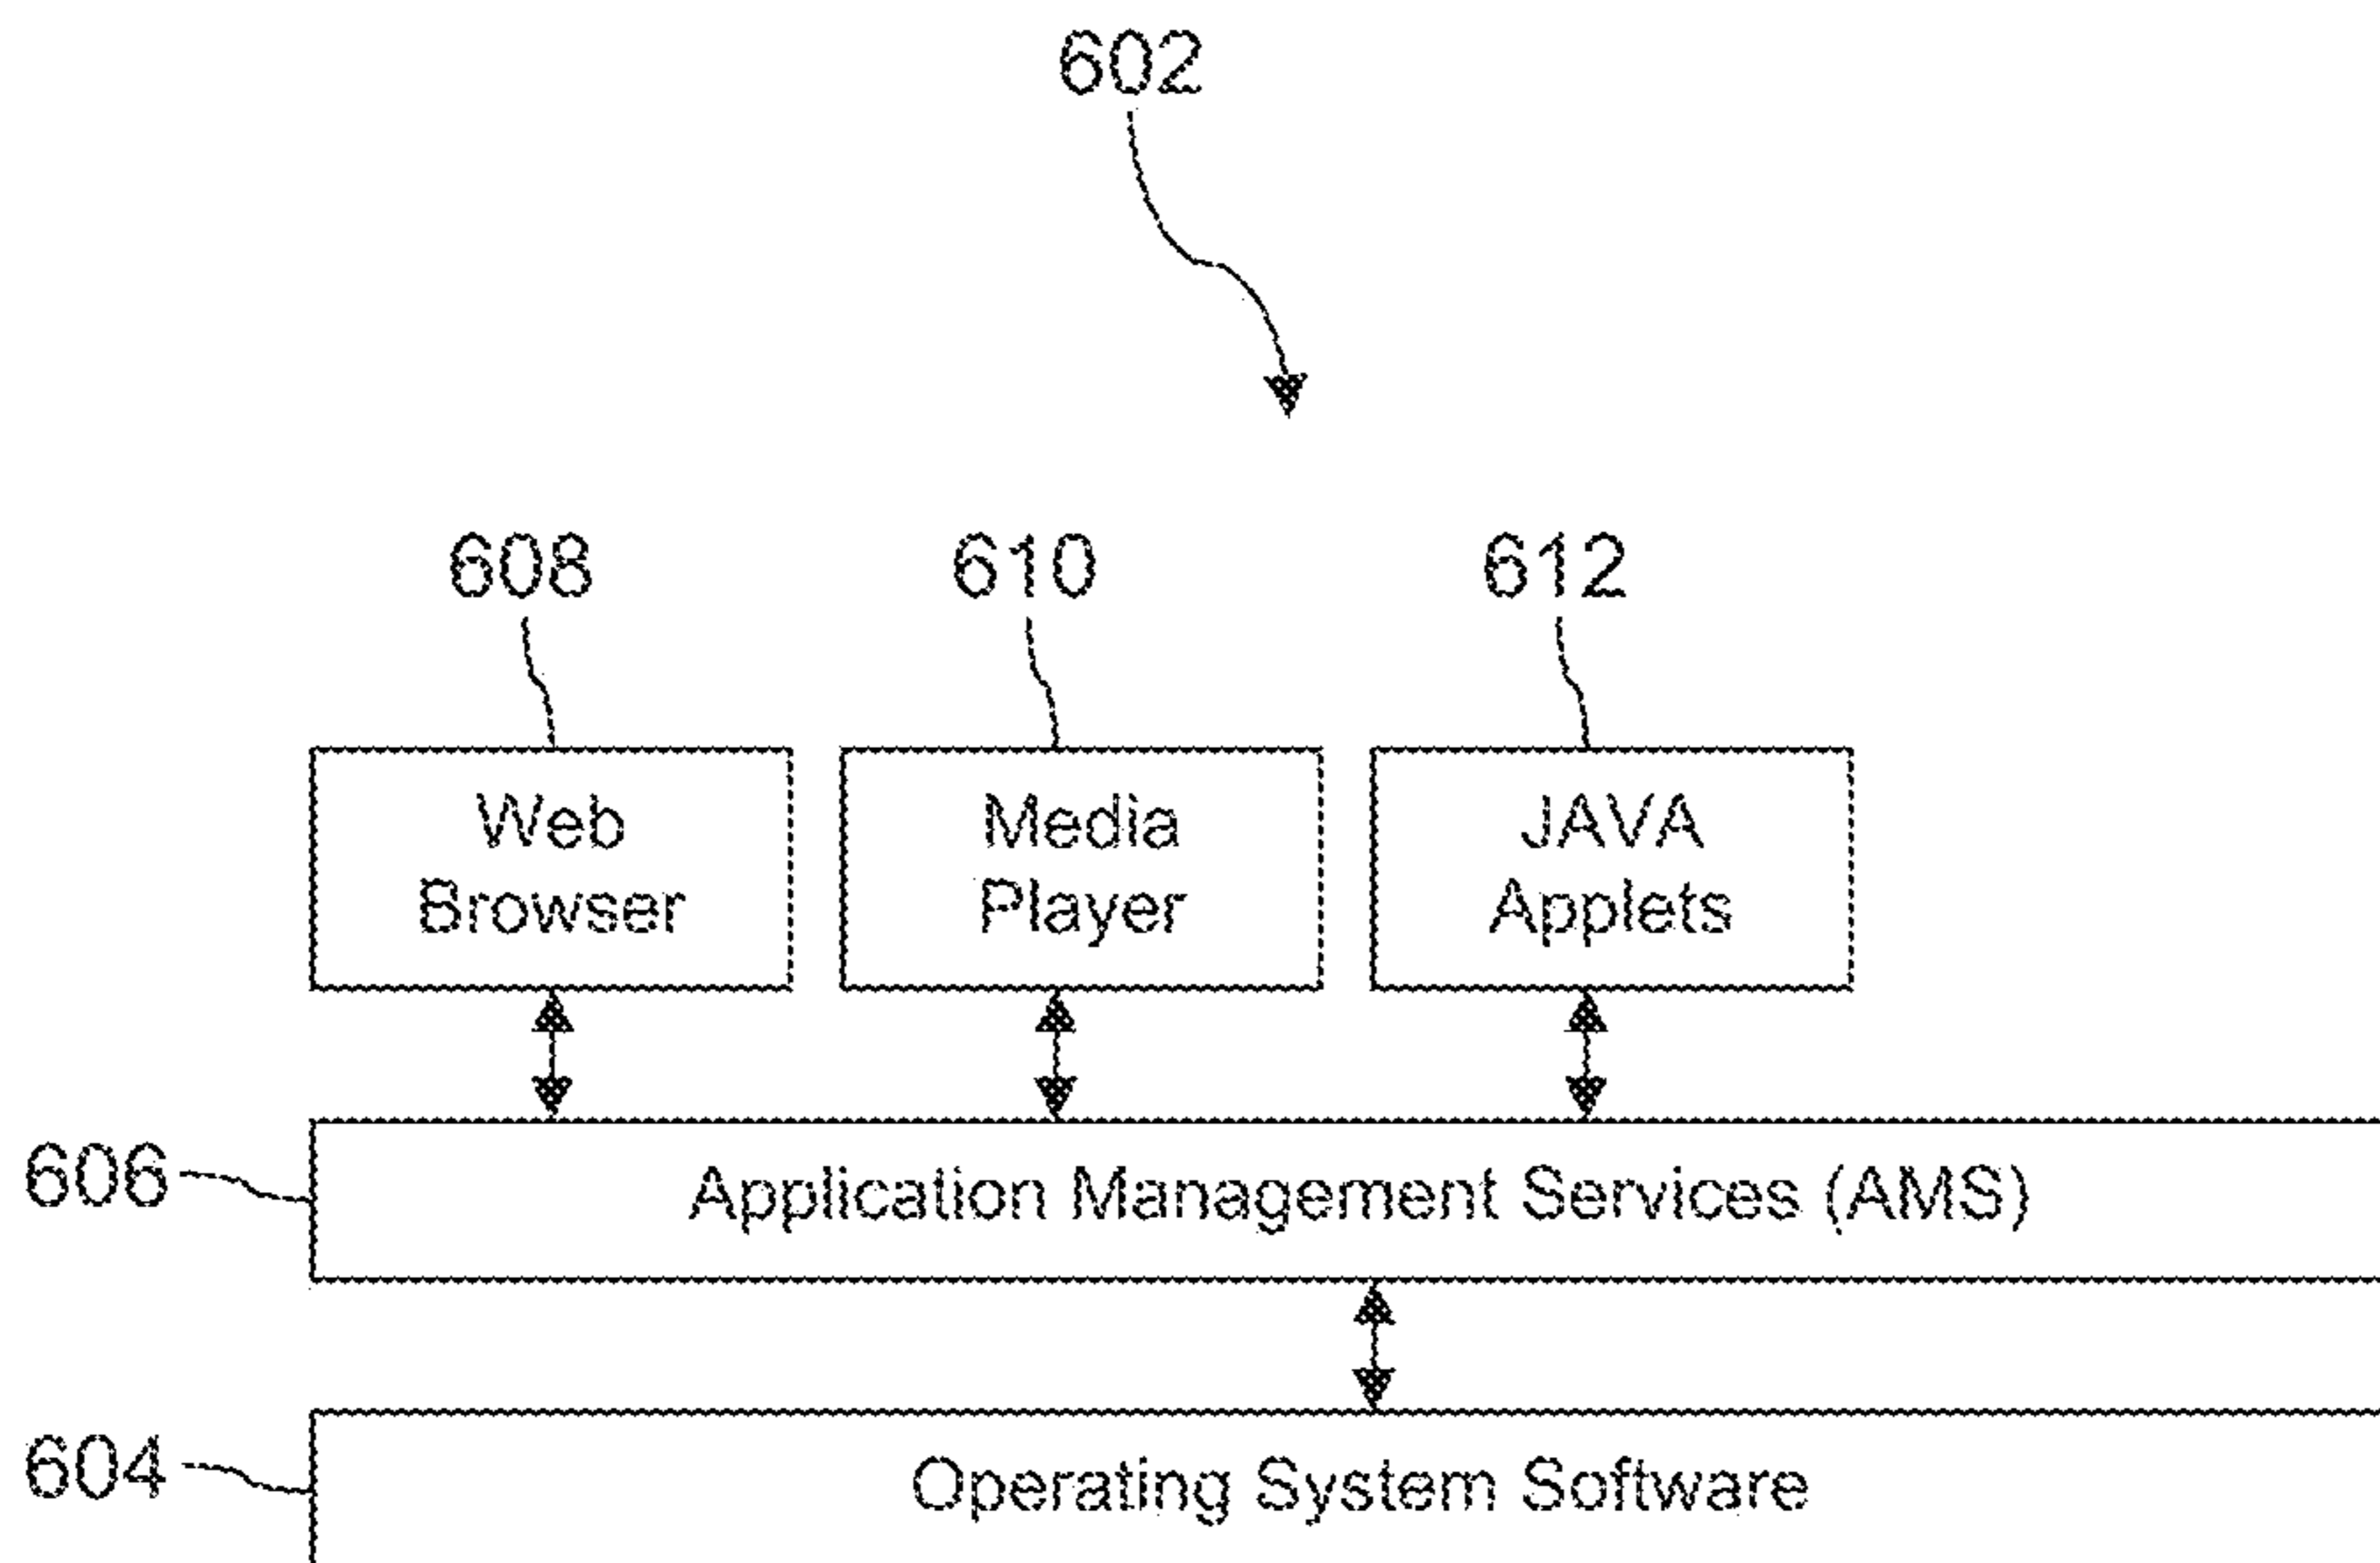 602
608 610 612
Web
Browser
Media
Player
JAVA
Applets
606
Application Management Services (AMS)
604
Operating System Software